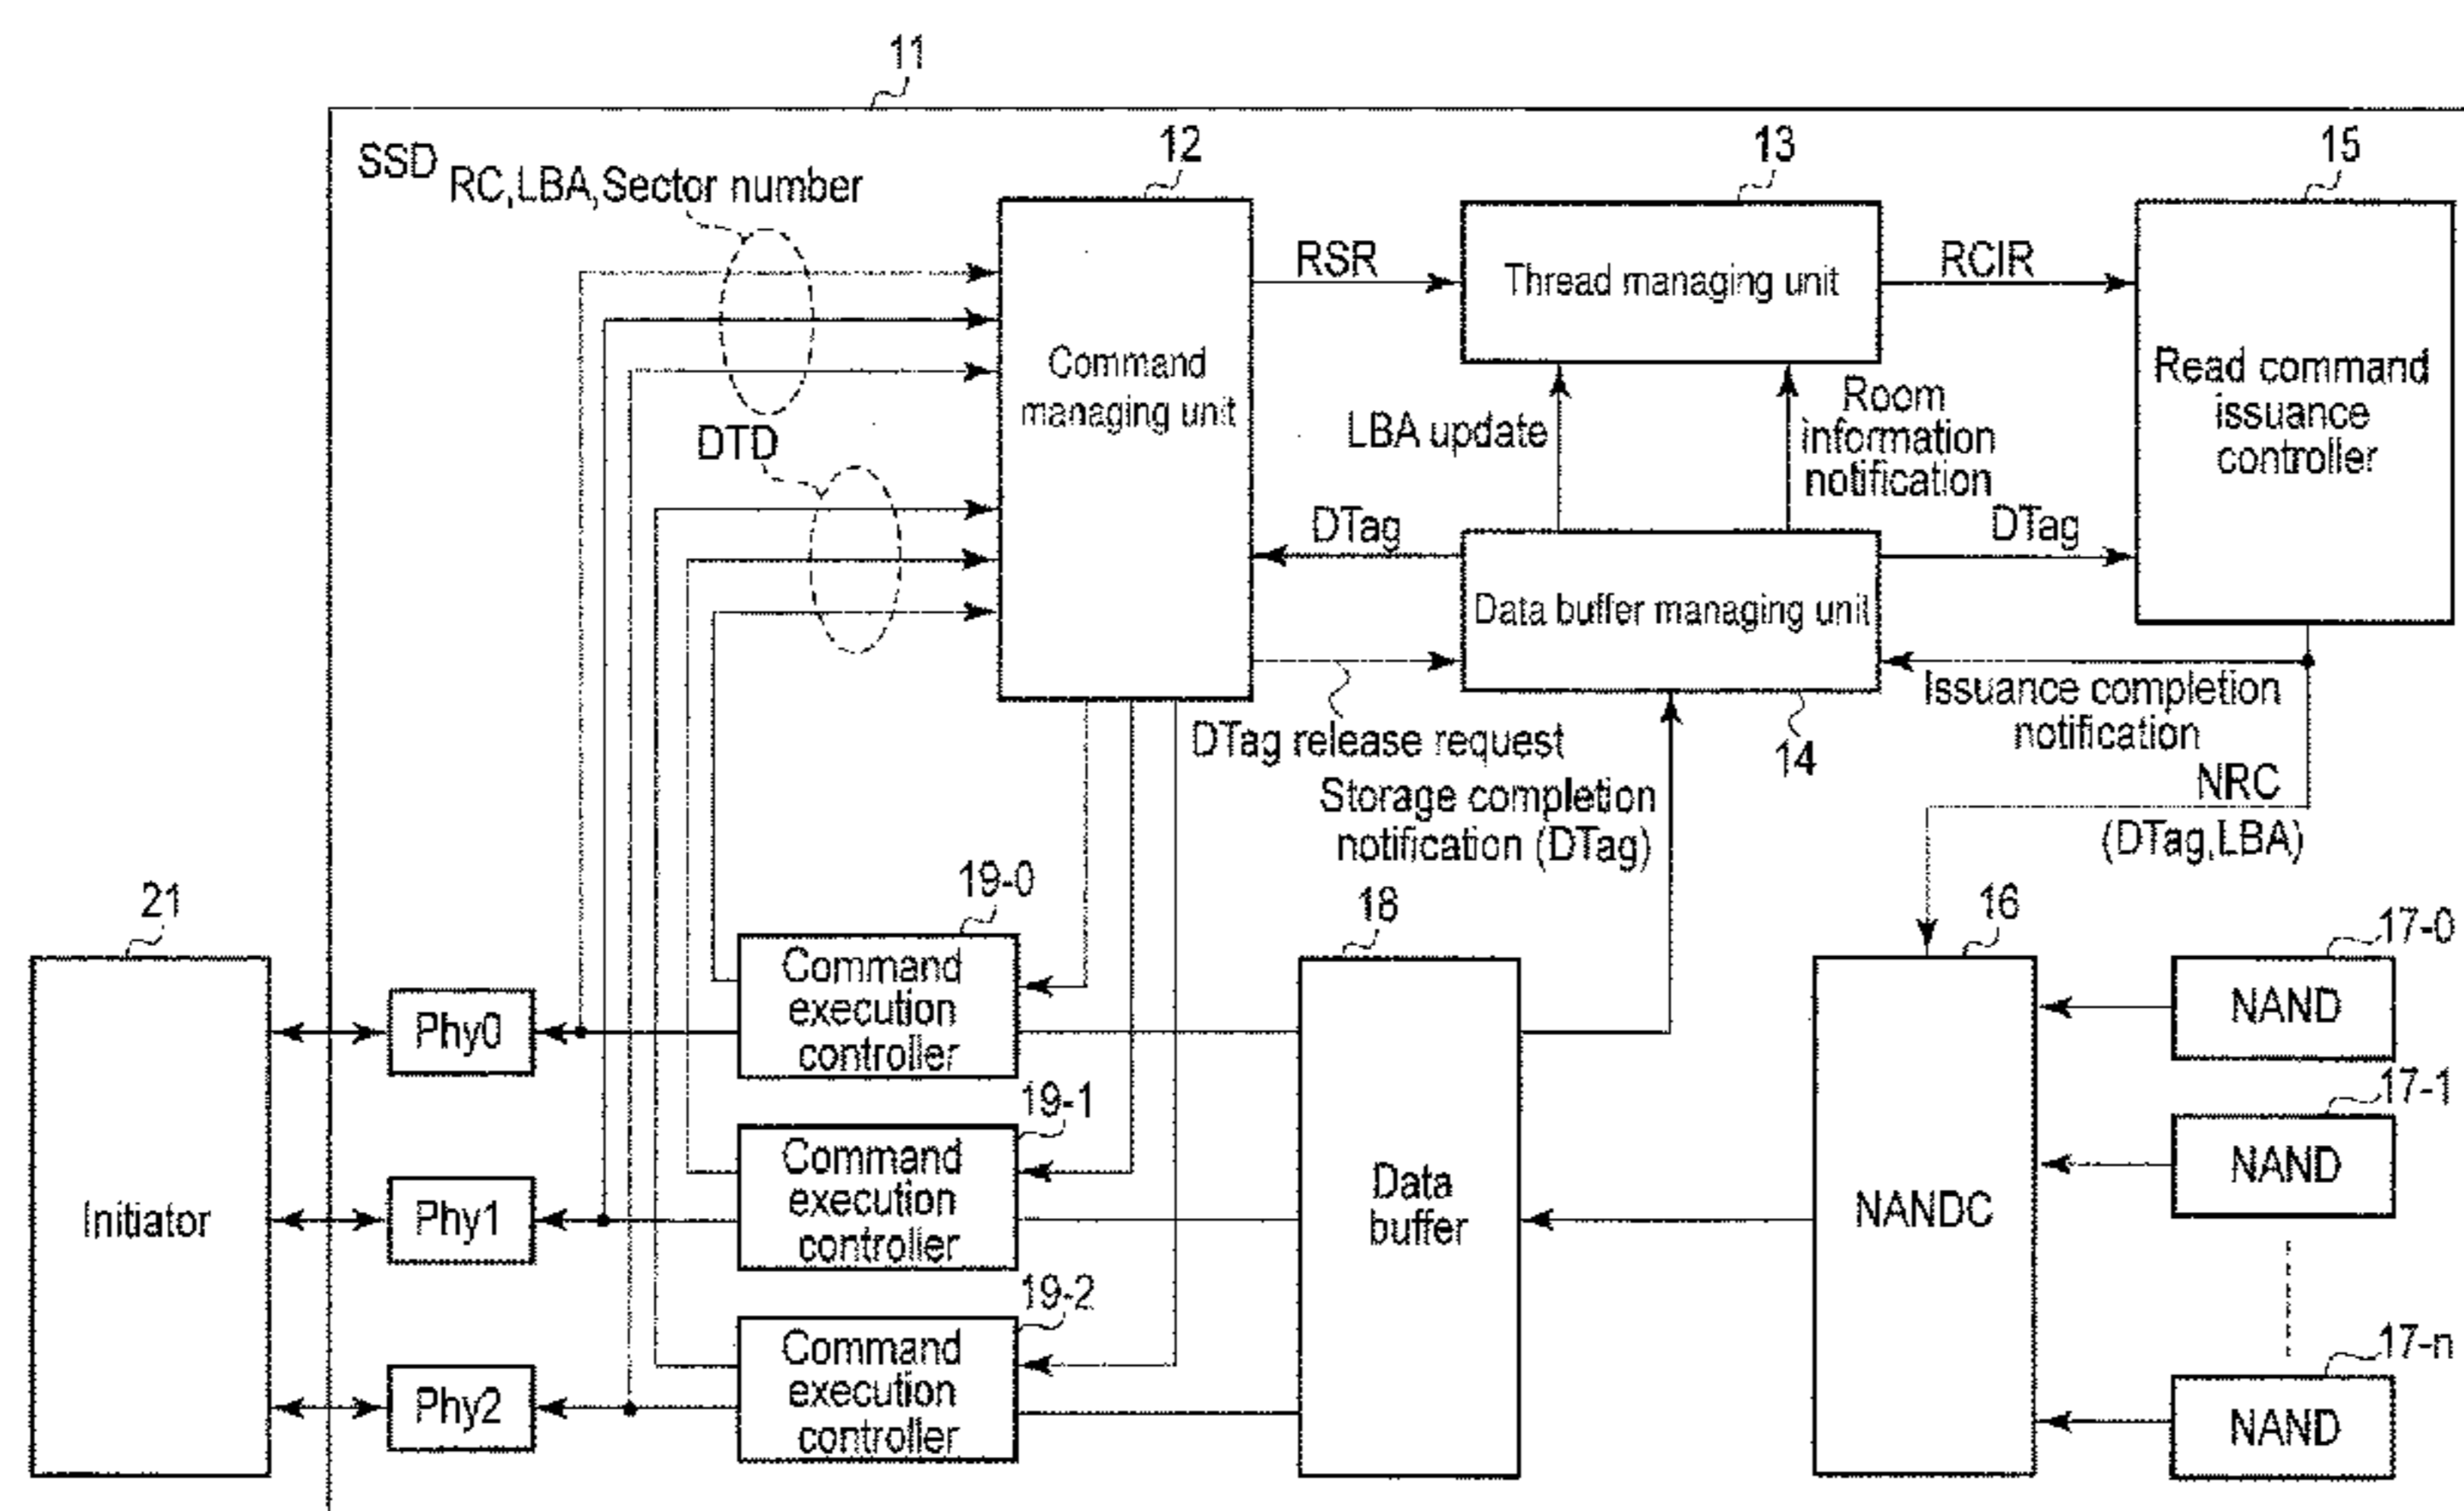 11
SSD
RC,LBA,Sector number
12
13
15
RSR
Thread managing unit
RCIR
Command
managing unit
Read command
issuance
controller
LBA update
Room
information
notification
DTD
DTag
DTag
Data buffer managing unit
DTag release request
14
Issuance completion
notification
Storage completion
notification (DTag)
NRC
(DTag,LBA)
21
Initiator
Phy0
Phy1
Phy2
19-0
Command
execution
controller
19-1
Command
execution
controller
19-2
Command
execution
controller
18
Data
buffer
16
NANDC
17-0
NAND
17-1
NAND
17-n
NAND